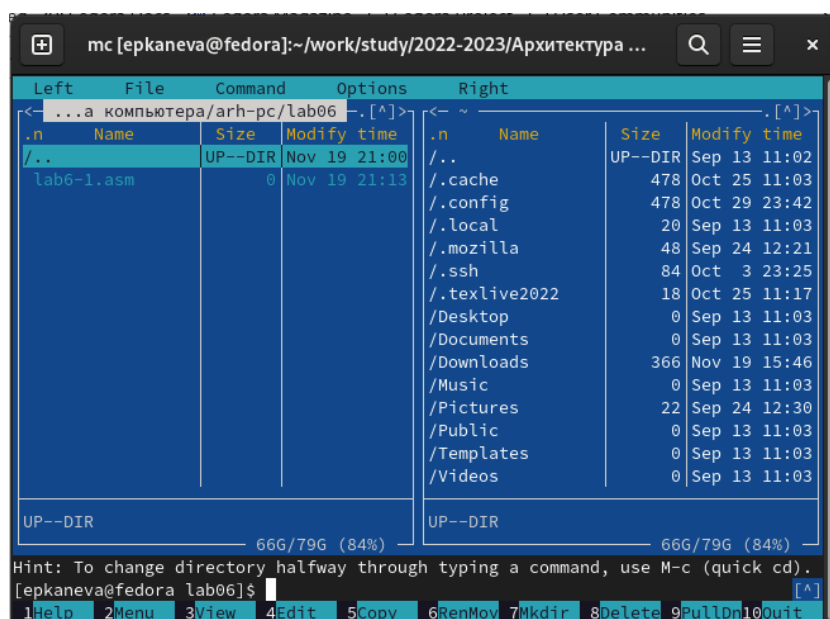 mc [epkaneva@fedora]:~/work/study/2022-2023/Архитектура ...
Left File Command Options Right
<— ...а компьютера/arh-pc/lab06 —.[^]>
.n Name Size Modify time
/.. UP--DIR Nov 19 21:00
lab6-1.asm 0 Nov 19 21:13
UP--DIR
66G/79G (84%)
<— ~ —.[^]>
.n Name Size Modify time
/.. UP--DIR Sep 13 11:02
/.cache 478 Oct 25 11:03
/.config 478 Oct 29 23:42
/.local 20 Sep 13 11:03
/.mozilla 48 Sep 24 12:21
/.ssh 84 Oct 3 23:25
/.texlive2022 18 Oct 25 11:17
/Desktop 0 Sep 13 11:03
/Documents 0 Sep 13 11:03
/Downloads 366 Nov 19 15:46
/Music 0 Sep 13 11:03
/Pictures 22 Sep 24 12:30
/Public 0 Sep 13 11:03
/Templates 0 Sep 13 11:03
/Videos 0 Sep 13 11:03
UP--DIR
66G/79G (84%)
Hint: To change directory halfway through typing a command, use M-c (quick cd).
[epkaneva@fedora lab06]$ [^]
1Help 2Menu 3View 4Edit 5Copy 6RenMov 7Mkdir 8Delete 9PullDn 10Quit